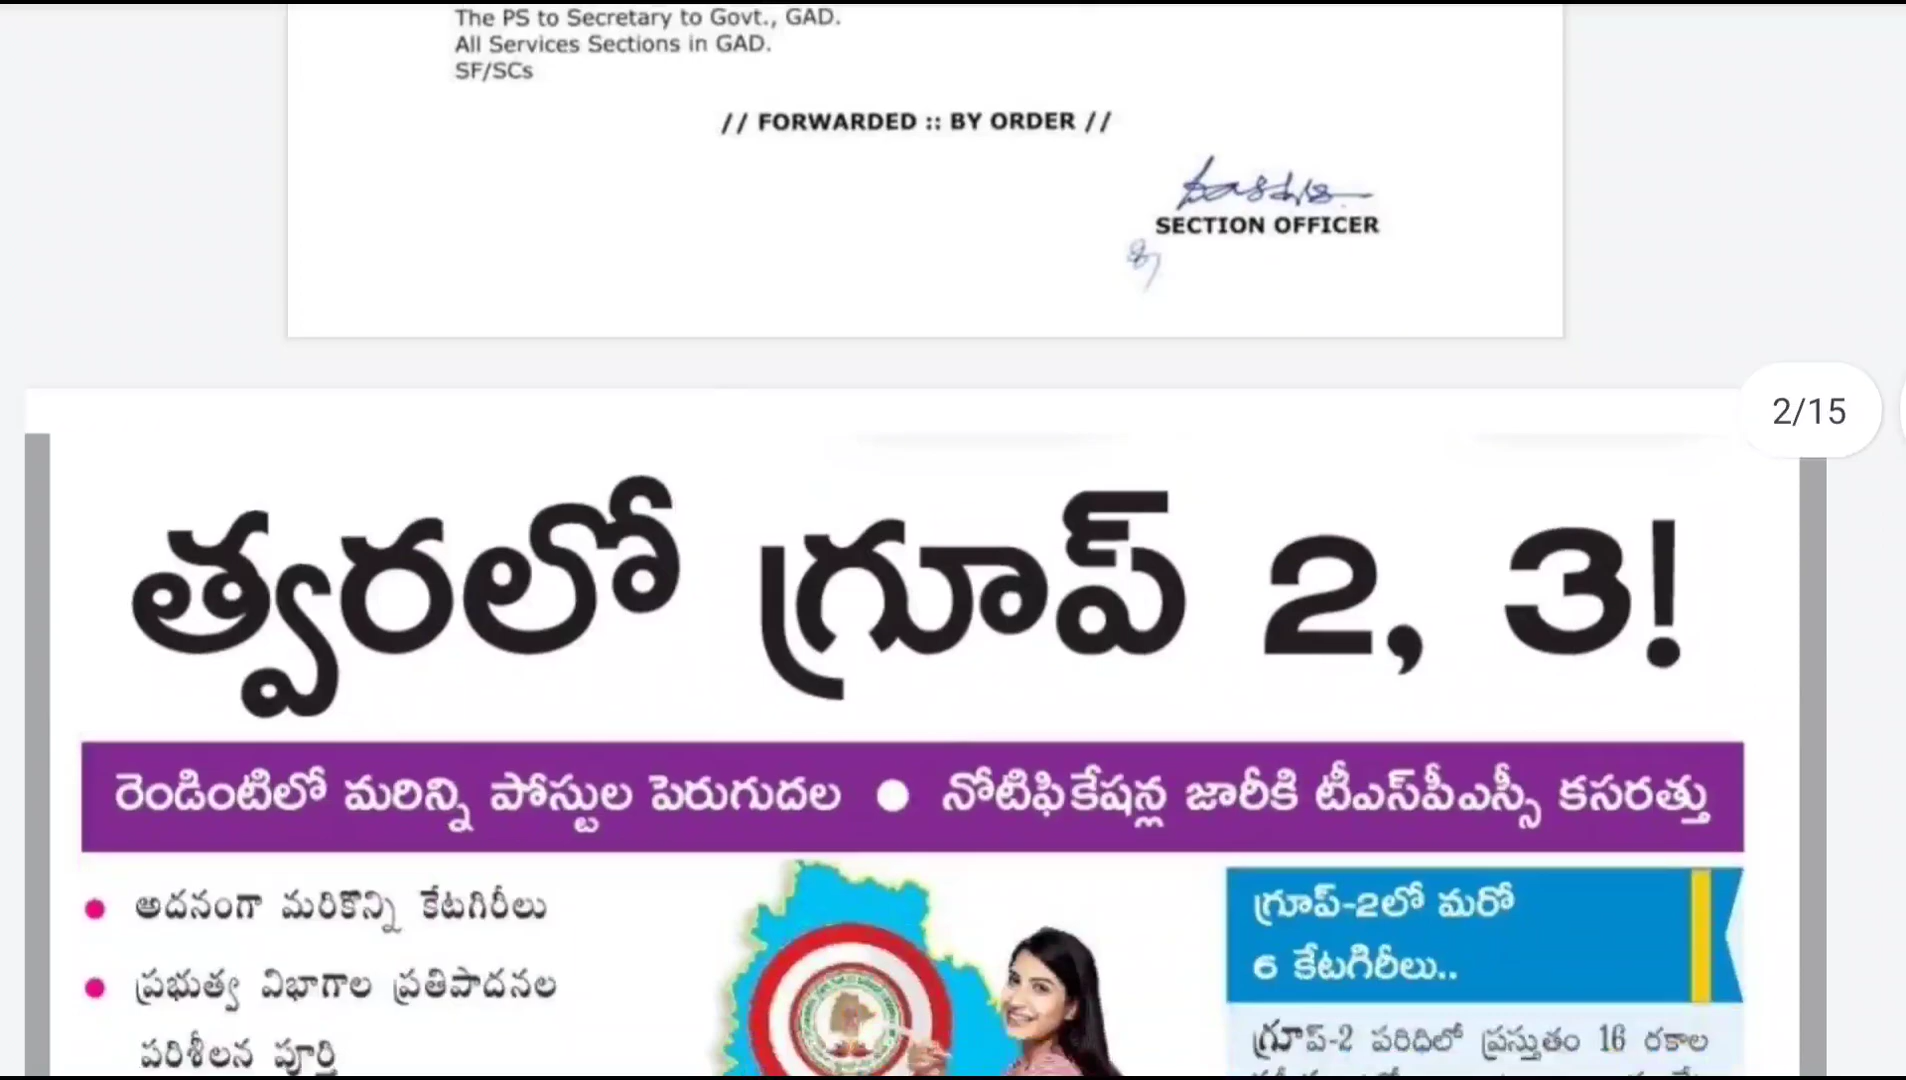 The PS to Secretary to Govt., GAD.
All Services Sections in GAD.
SF/SCs
// FORWARDED :: BY ORDER //
SECTION OFFICER
2/15
త్వరలో గ్రూప్ 2, 3!
రెండింటిలో మరిన్ని పోస్టుల పెరుగుదల ● నోటిఫికేషన్ల జారీకి టీఎస్‌పీఎస్సీ కసరత్తు
● అదనంగా మరికొన్ని కేటగిరీలు
● ప్రభుత్వ విభాగాల ప్రతిపాదనల
పరిశీలన పూర్తి
గ్రూప్-2లో మరో
6 కేటగిరీలు..
గ్రూప్-2 పరిధిలో ప్రస్తుతం 16 రకాల